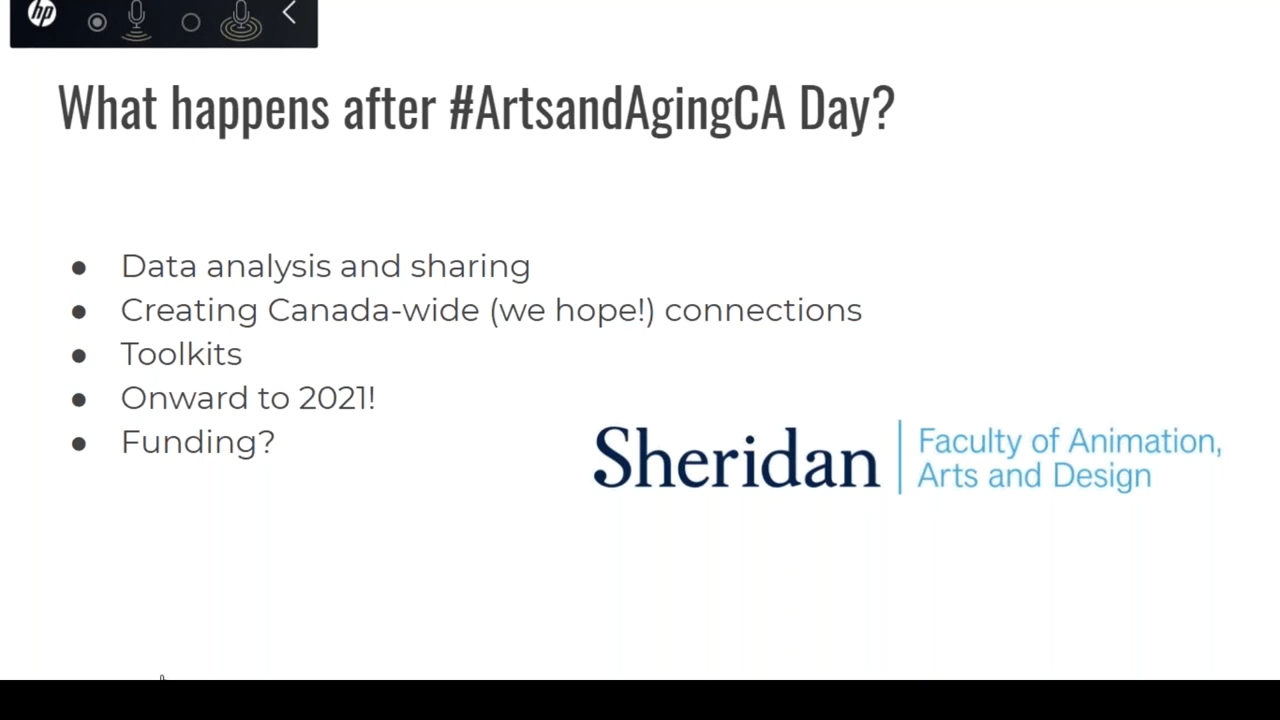 hp
What happens after #ArtsandAgingCA Day?
● Data analysis and sharing
● Creating Canada-wide (we hope!) connections
● Toolkits
● Onward to 2021!
● Funding?
Sheridan
Faculty of Animation,
Arts and Design